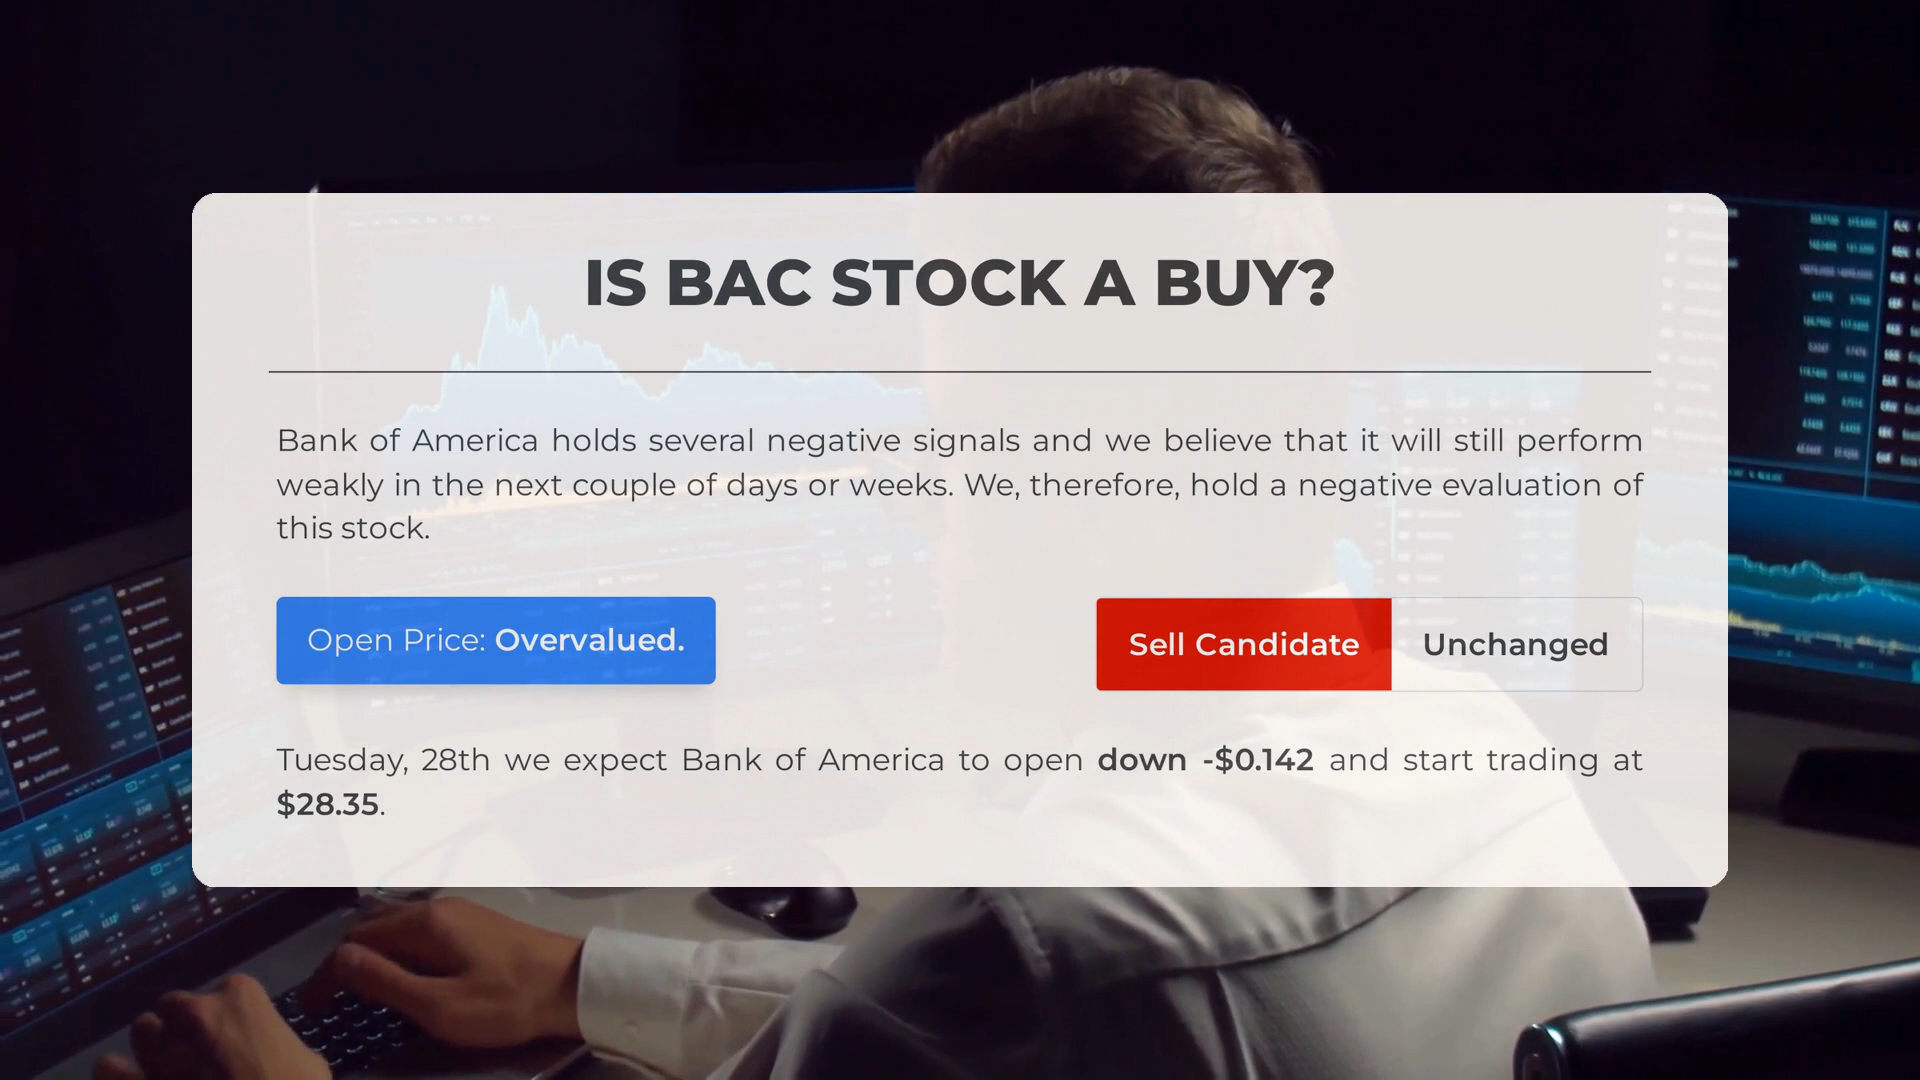 IS BAC STOCK A BUY?
Bank of America holds several negative signals and we believe that it will still perform
weakly in the next couple of days or weeks. We, therefore, hold a negative evaluation of
this stock.
Open Price: Overvalued.
Sell Candidate Unchanged
Tuesday, 28th we expect Bank of America to open down -$0.142 and start trading at
$28.35.